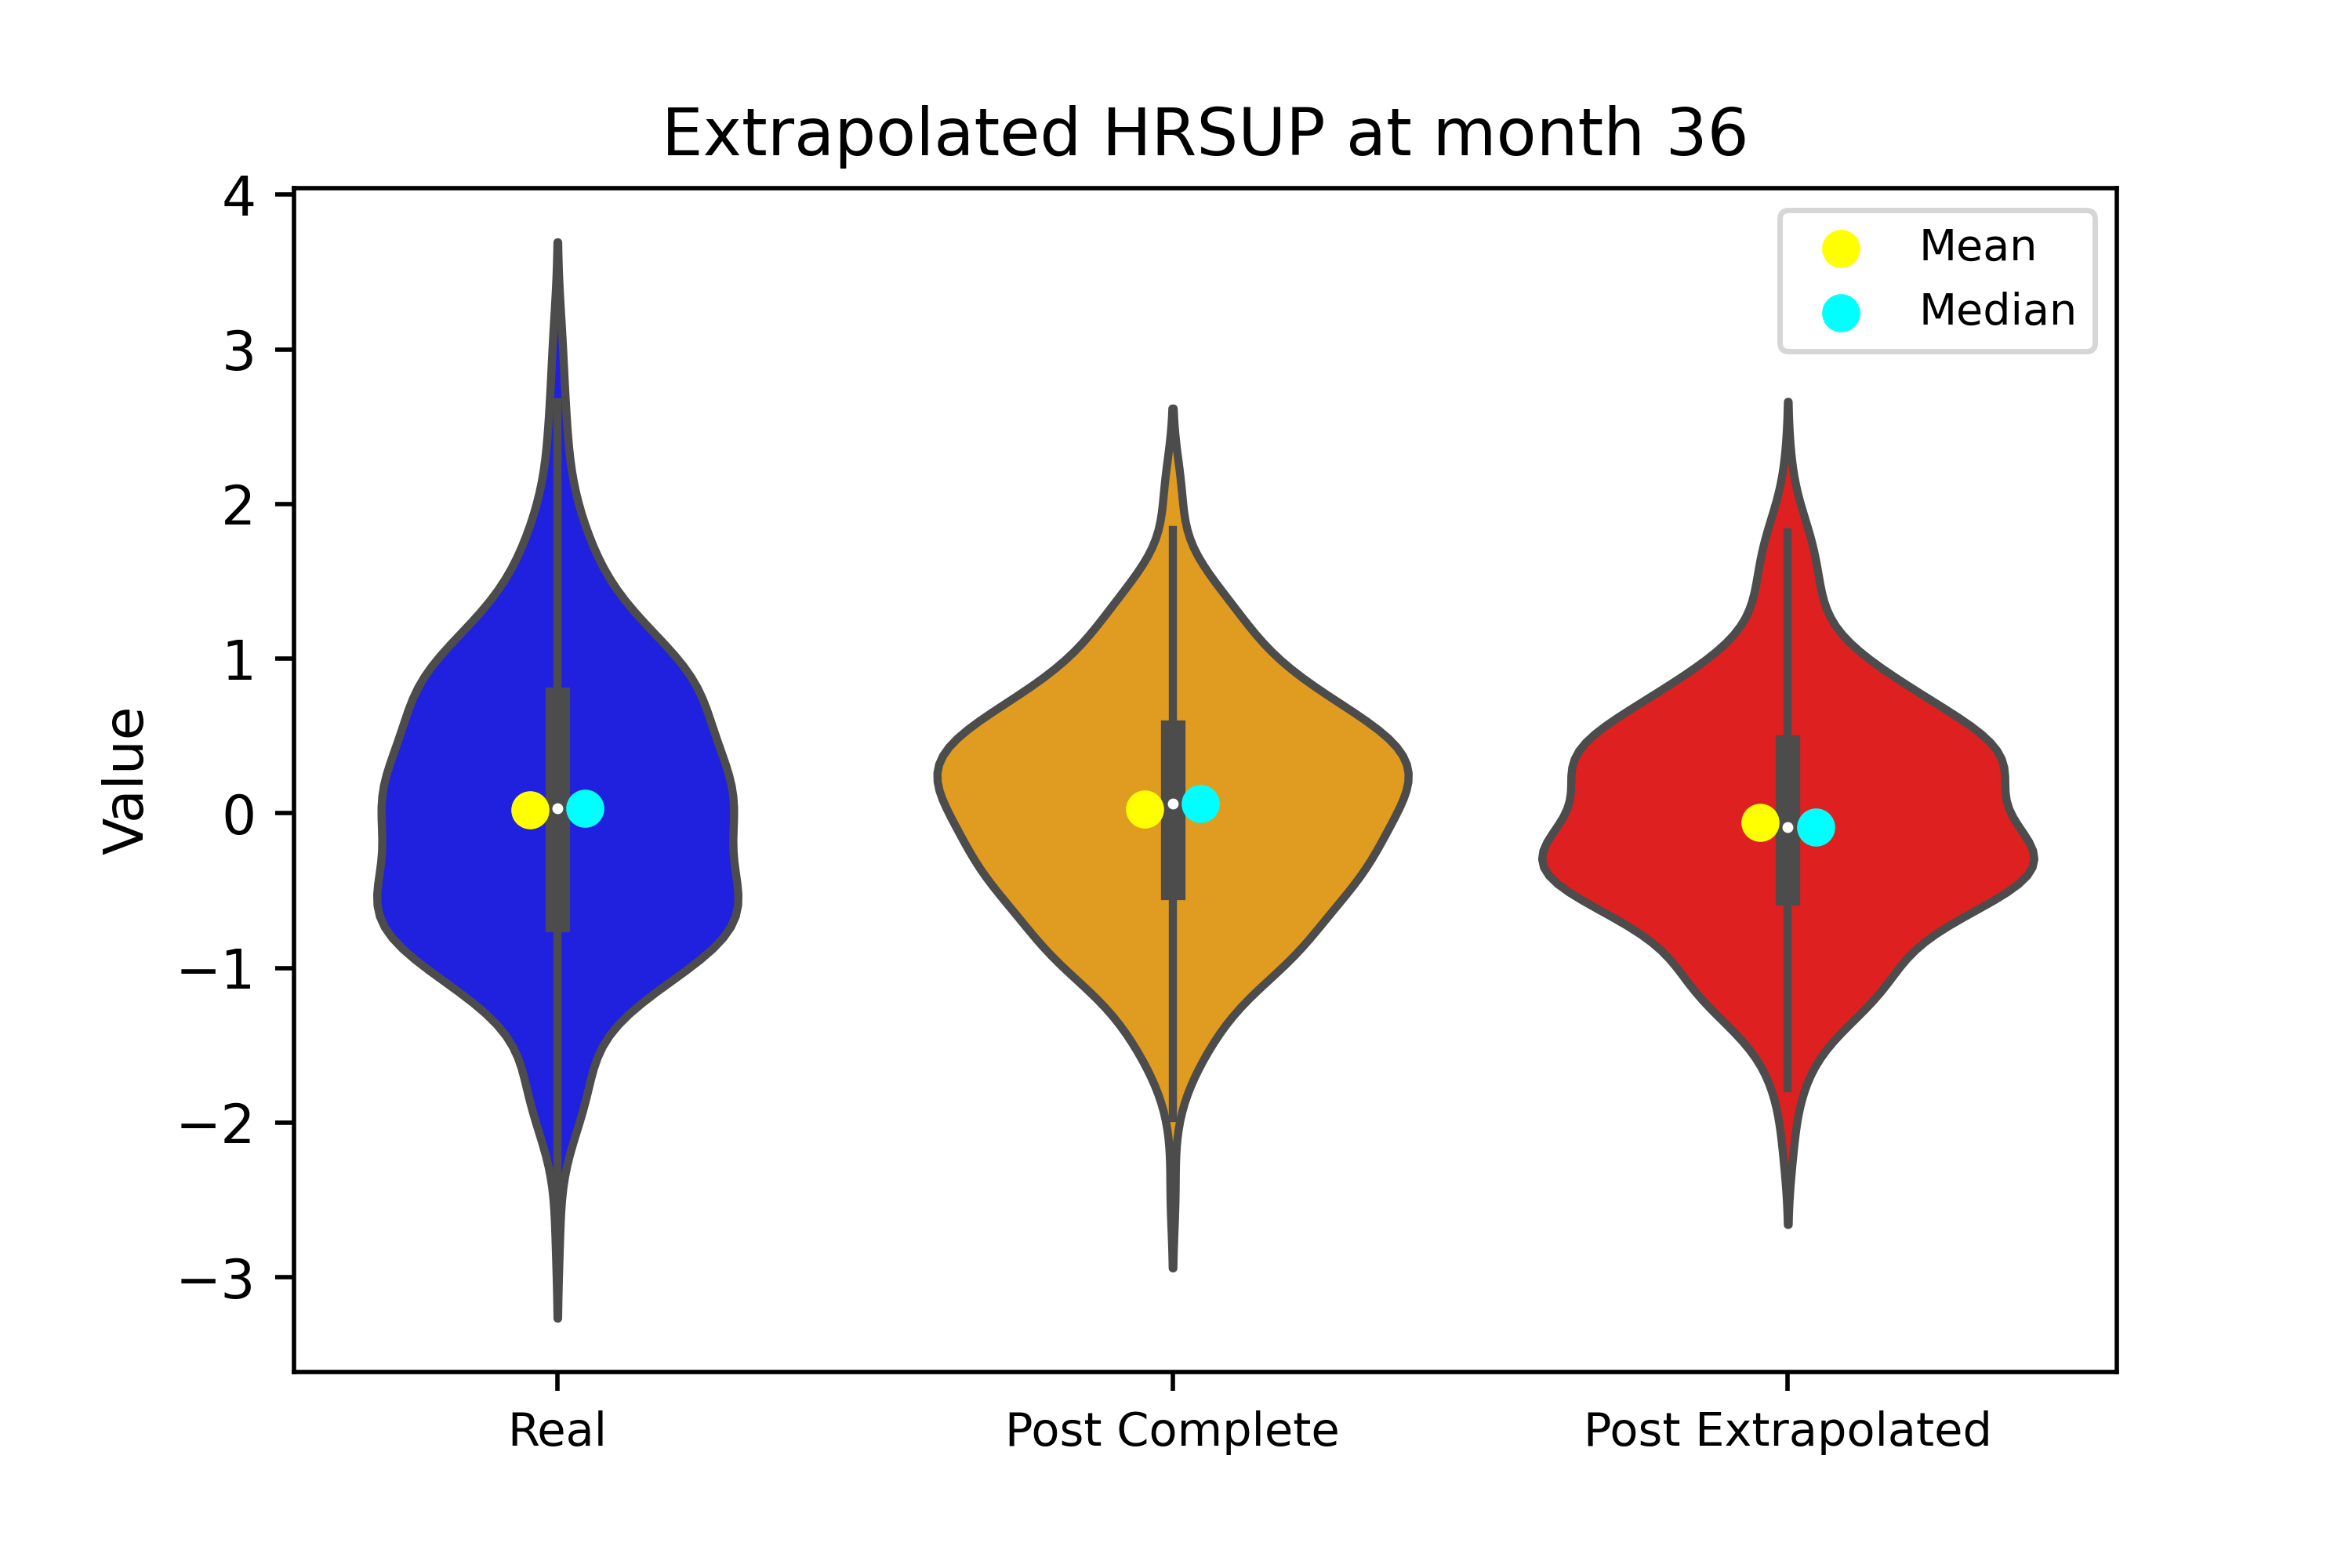 Extrapolated HRSUP at month 36
Mean
Median
Value
4
3
2
1
0
−1
−2
−3
Real
Post Complete
Post Extrapolated